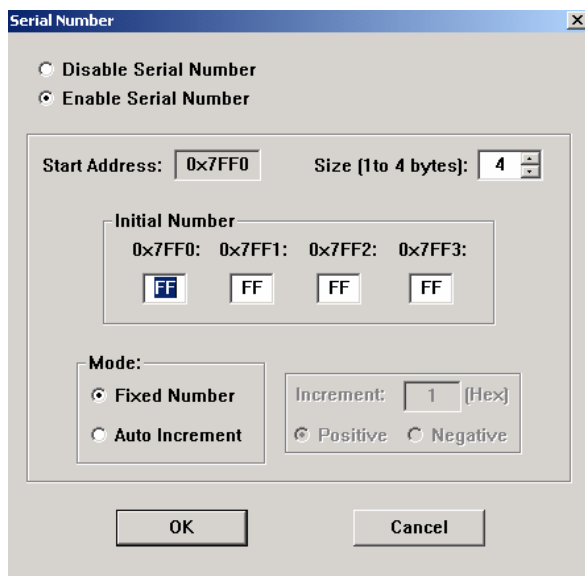 Serial Number
Disable Serial Number
Enable Serial Number
Start Address: 0x7FF0 Size (1to 4 bytes): 4
Initial Number
0x7FF0: 0x7FF1: 0x7FF2: 0x7FF3:
FF FF FF FF
Mode:
Fixed Number Increment: 1 (Hex)
Auto Increment Positive Negative
OK Cancel